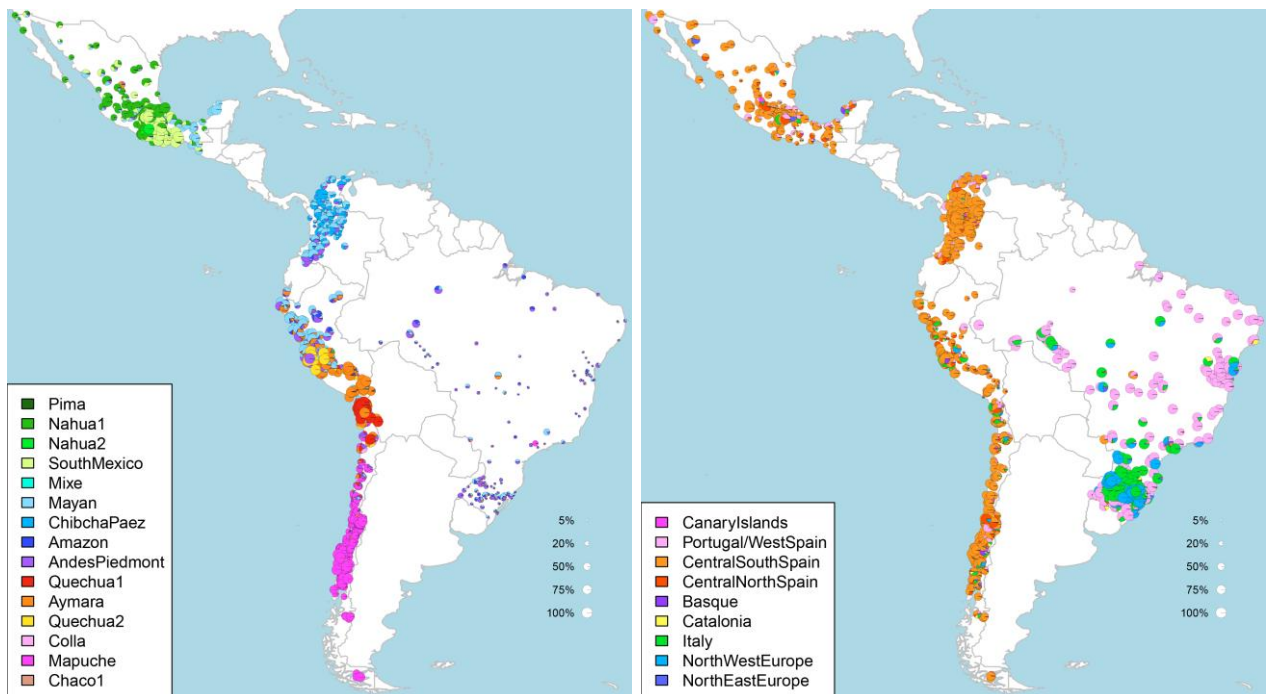 Pima
Nahua1
Nahua2
SouthMexico
Mixe
Mayan
ChibchaPaez
Amazon
AndesPiedmont
Quechua1
Aymara
Quechua2
Colla
Mapuche
Chaco1
5%
20%
50%
75%
100%
CanaryIslands
Portugal/WestSpain
CentralSouthSpain
CentralNorthSpain
Basque
Catalonia
Italy
NorthWestEurope
NorthEastEurope
5%
20%
50%
75%
100%